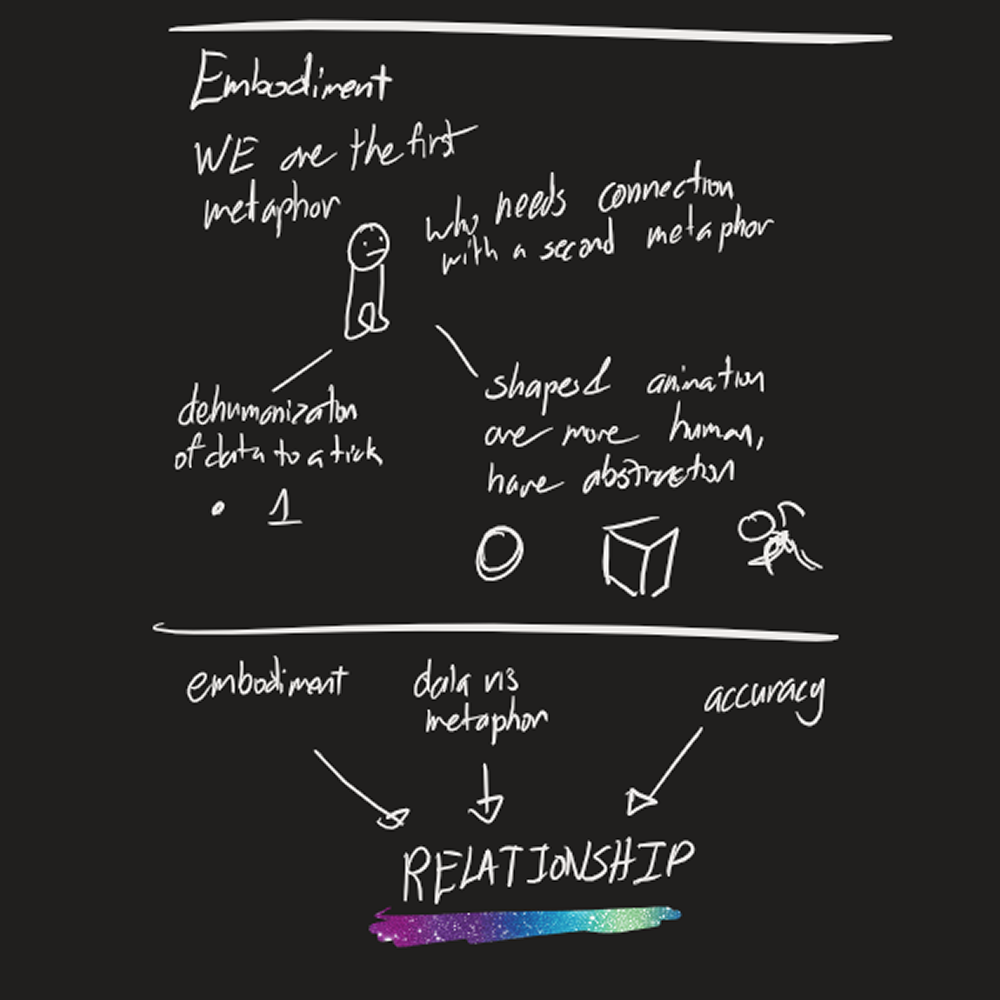 Embodiment
WE are the first
metaphor
who needs connection
with a second metaphor
dehumanization
of data to a tick
1
shapes & animation
are more human,
have abstraction
embodiment
data vis
metaphor
accuracy
RELATIONSHIP